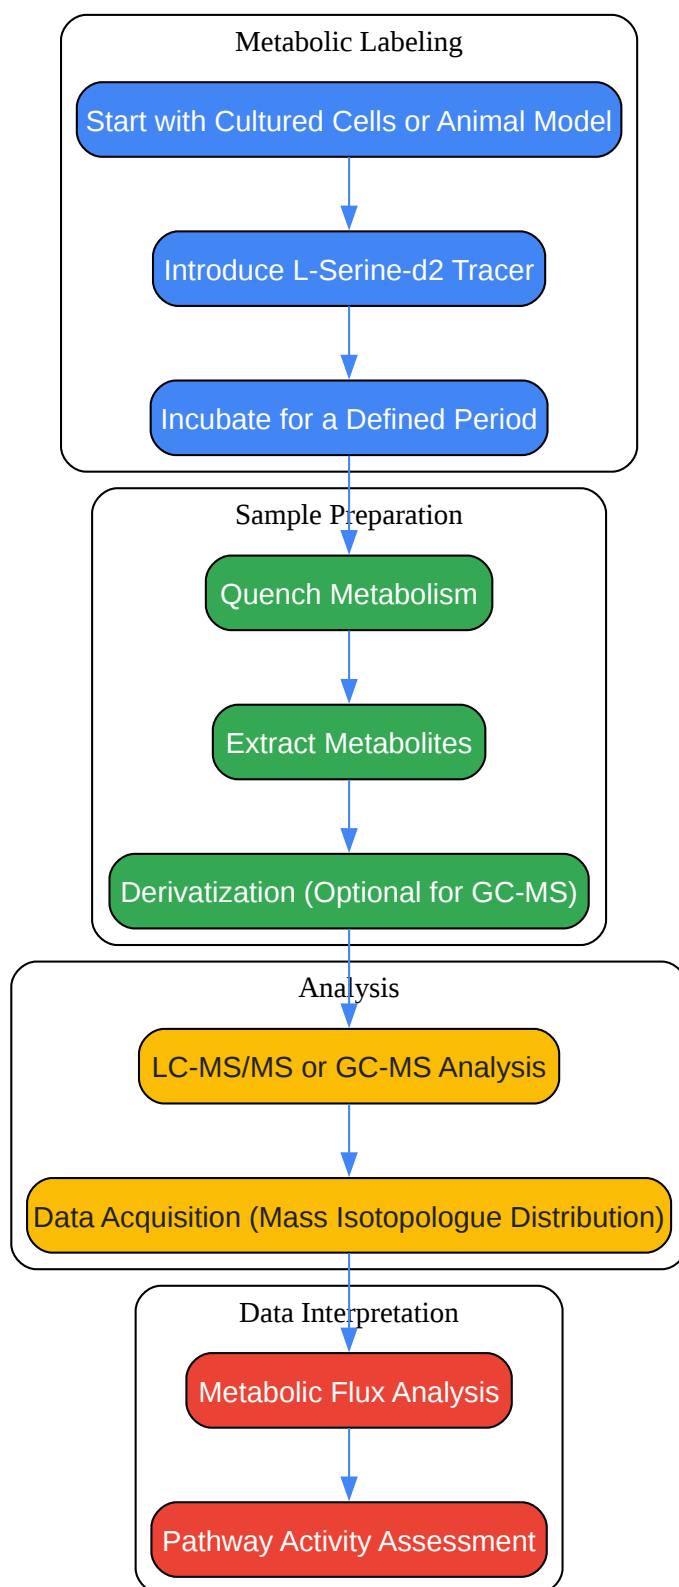 Metabolic Labeling
Start with Cultured Cells or Animal Model
Introduce L-Serine-d2 Tracer
Incubate for a Defined Period
Sample Preparation
Quench Metabolism
Extract Metabolites
Derivatization (Optional for GC-MS)
Analysis
LC-MS/MS or GC-MS Analysis
Data Acquisition (Mass Isotopologue Distribution)
Data Interpretation
Metabolic Flux Analysis
Pathway Activity Assessment